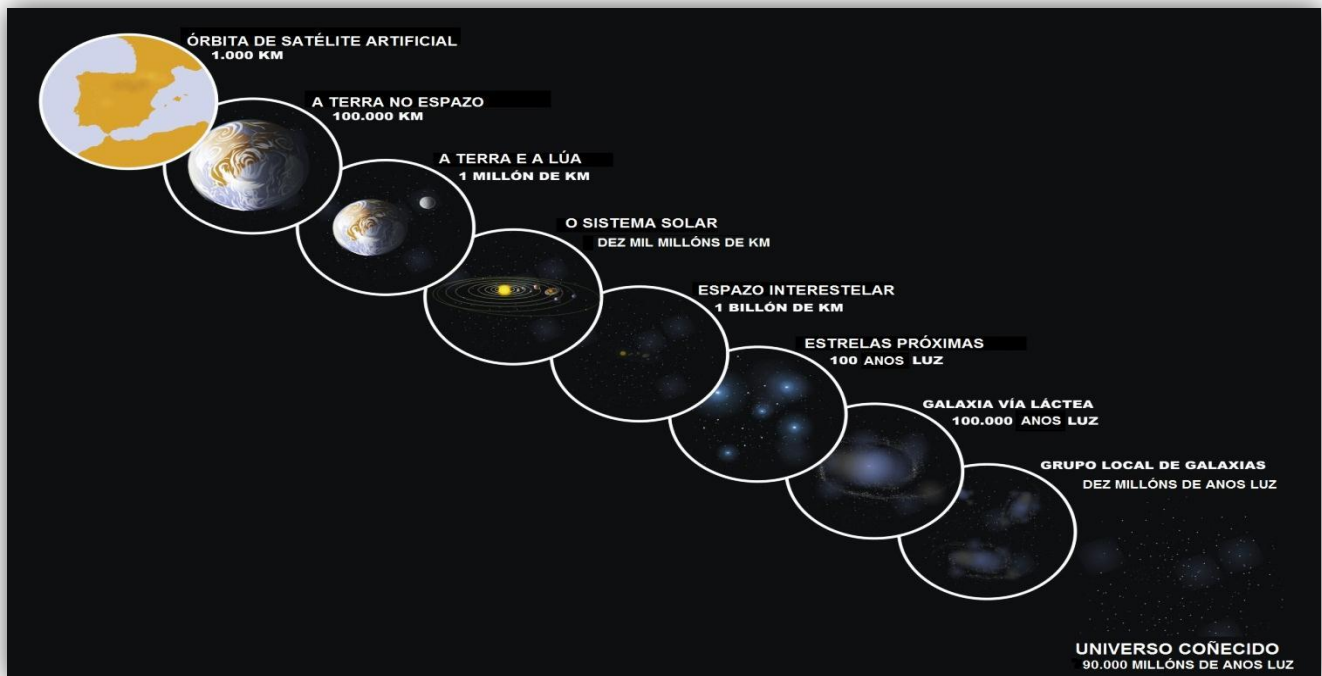 ÓRBITA DE SATÉLITE ARTIFICIAL
1.000 KM
A TERRA NO ESPAZO
100.000 KM
A TERRA E A LÚA
1 MILLÓN DE KM
O SISTEMA SOLAR
DEZ MIL MILLÓNS DE KM
ESPAZO INTERESTELAR
1 BILLÓN DE KM
ESTRELAS PRÓXIMAS
100 ANOS LUZ
GALAXIA VÍA LÁCTEA
100.000 ANOS LUZ
GRUPO LOCAL DE GALAXIAS
DEZ MILLÓNS DE ANOS LUZ
UNIVERSO COÑECIDO
90.000 MILLÓNS DE ANOS LUZ